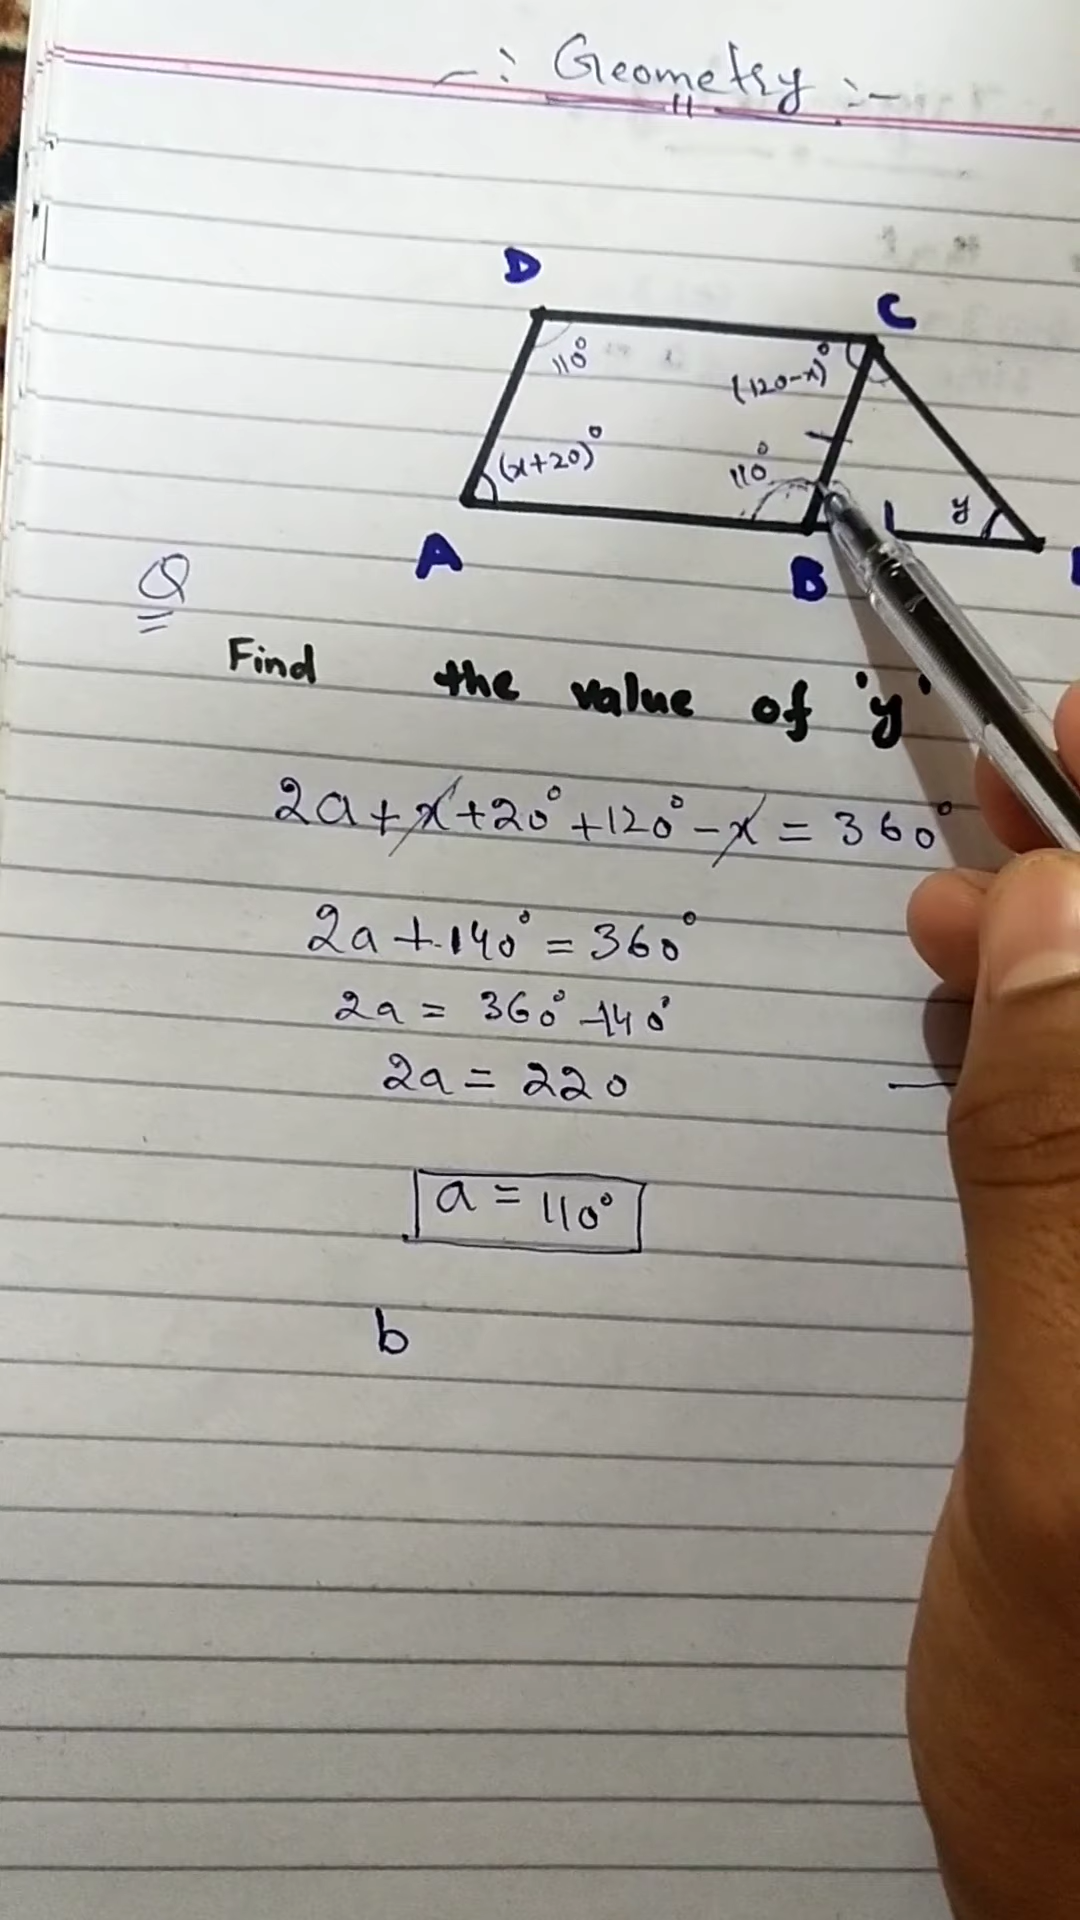 -: Geometry :-
D
C
110°
(120-x)°
(x+20)°
110°
y
A
B
Q
Find the value of 'y'
2a+x+20°+120°-x=360°
2a+140°=360°
2a = 360°-140°
2a = 220
a = 110°
b